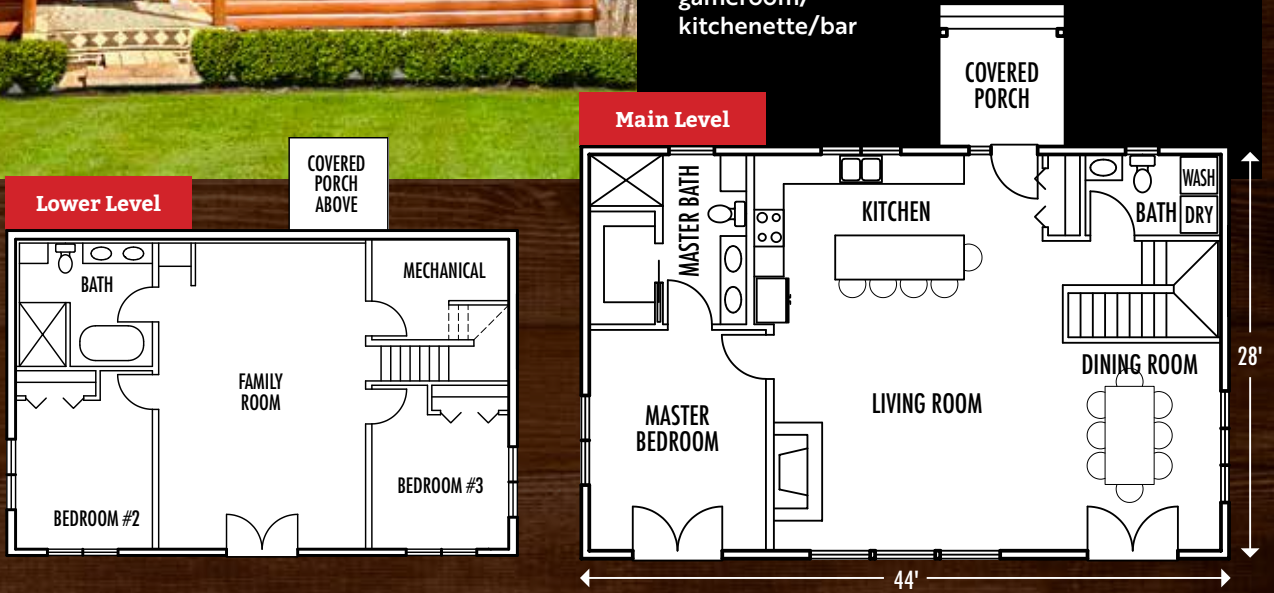 gameroom/
kitchenette/bar
Main Level
COVERED
PORCH
MASTER BATH
KITCHEN
BATH
WASH
DRY
MASTER
BEDROOM
LIVING ROOM
DINING ROOM
28'
44'
Lower Level
COVERED
PORCH
ABOVE
BATH
MECHANICAL
FAMILY
ROOM
BEDROOM #2
BEDROOM #3